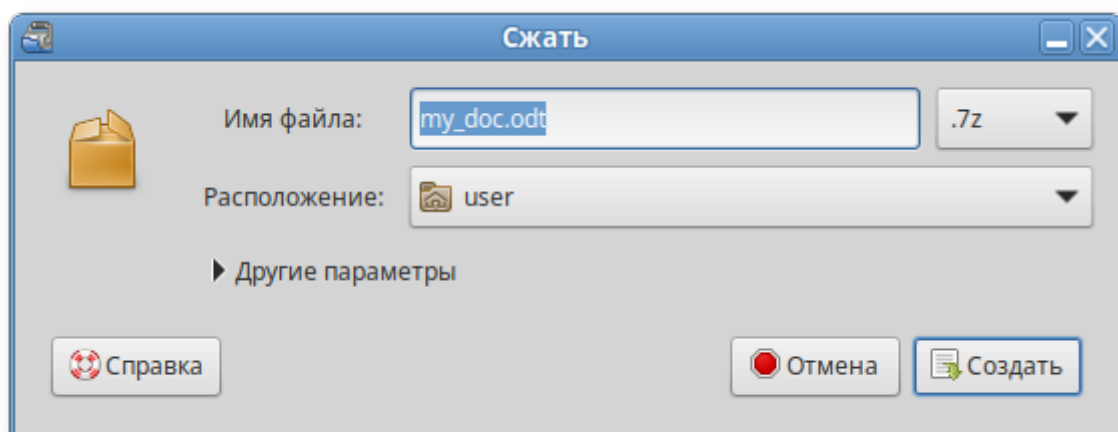 Сжать
Имя файла: my_doc.odt .7z
Расположение: user
Другие параметры
Справка Отмена Создать